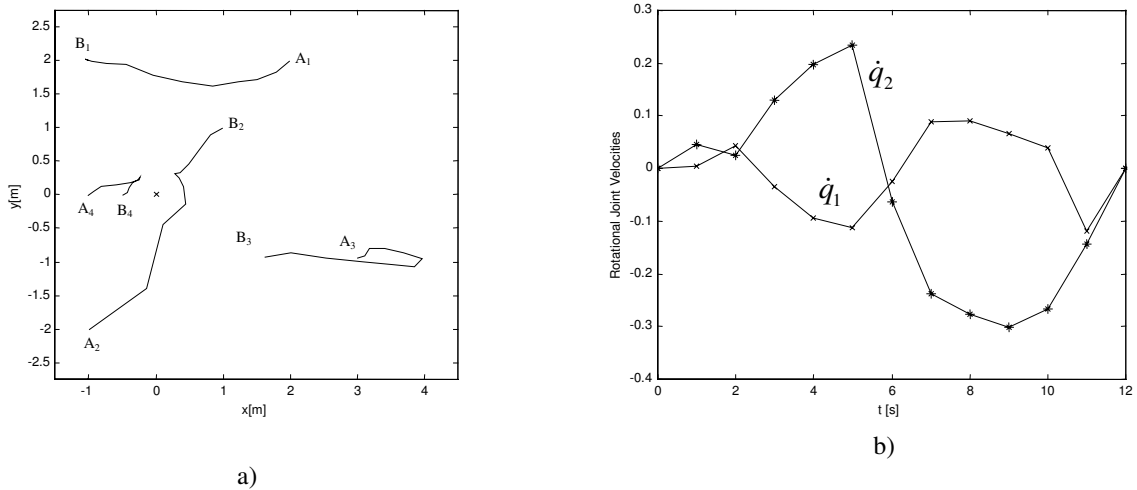 2.5
2
1.5
1
0.5
0
-0.5
-1
-1.5
-2
-2.5
y[m]
B1
A1
B2
A4
B4
B3
A3
A2
-1 0 1 2 3 4
x[m]
a)
0.3
0.2
0.1
0
-0.1
-0.2
-0.3
-0.4
Rotational Joint Velocities
q̇2
q̇1
0 2 4 6 8 10 12
t [s]
b)